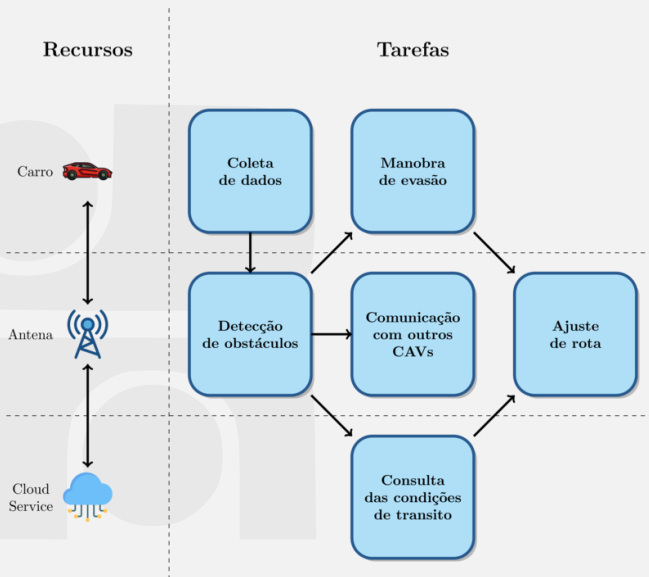 Recursos
Tarefas
Carro
Coleta
de dados
Manobra
de evasão
Antena
Detecção
de obstáculos
Comunicação
com outros
CAVs
Ajuste
de rota
Cloud
Service
Consulta
das condições
de transito